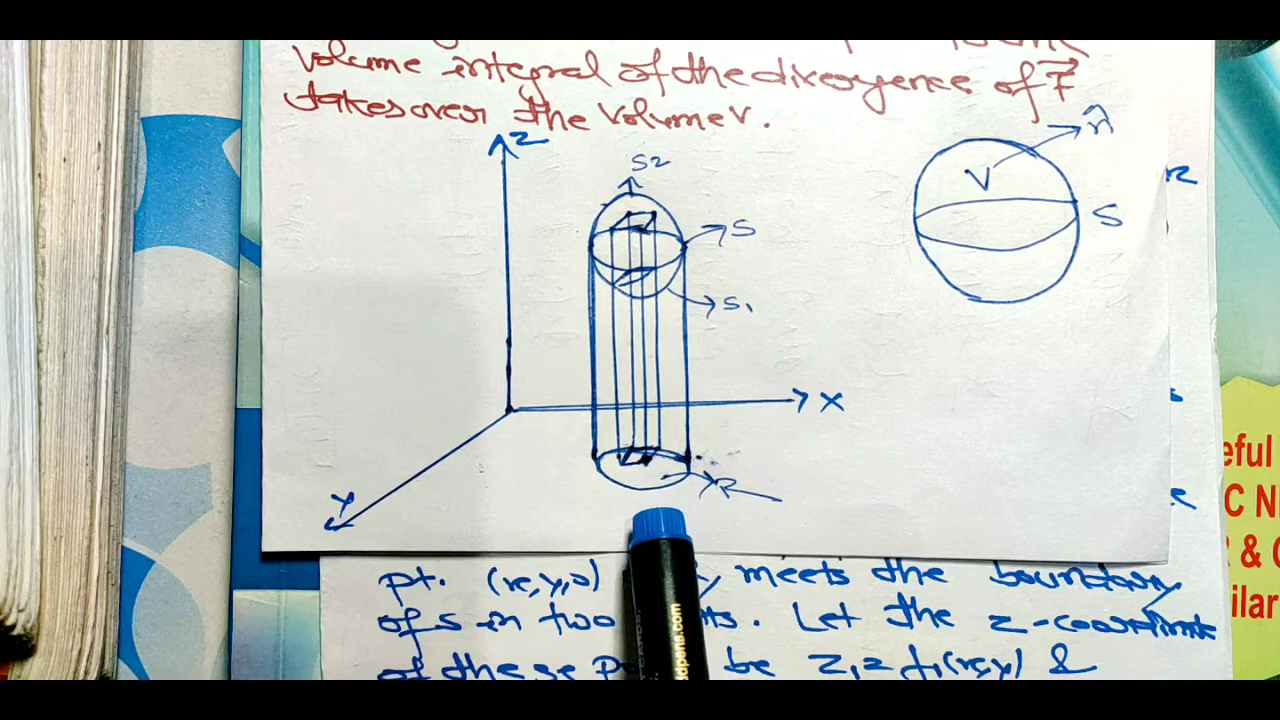 volume integral of the divergence of F
takes over the volume V.
Z
S2
S
S1
X
Y
R
V
n̂
S
pt. (x, y, 0) meets the boundary
of S in two . Let the z-coordinate
of these be Z1 = f1(x,y) &
eful
C N
& C
ilar